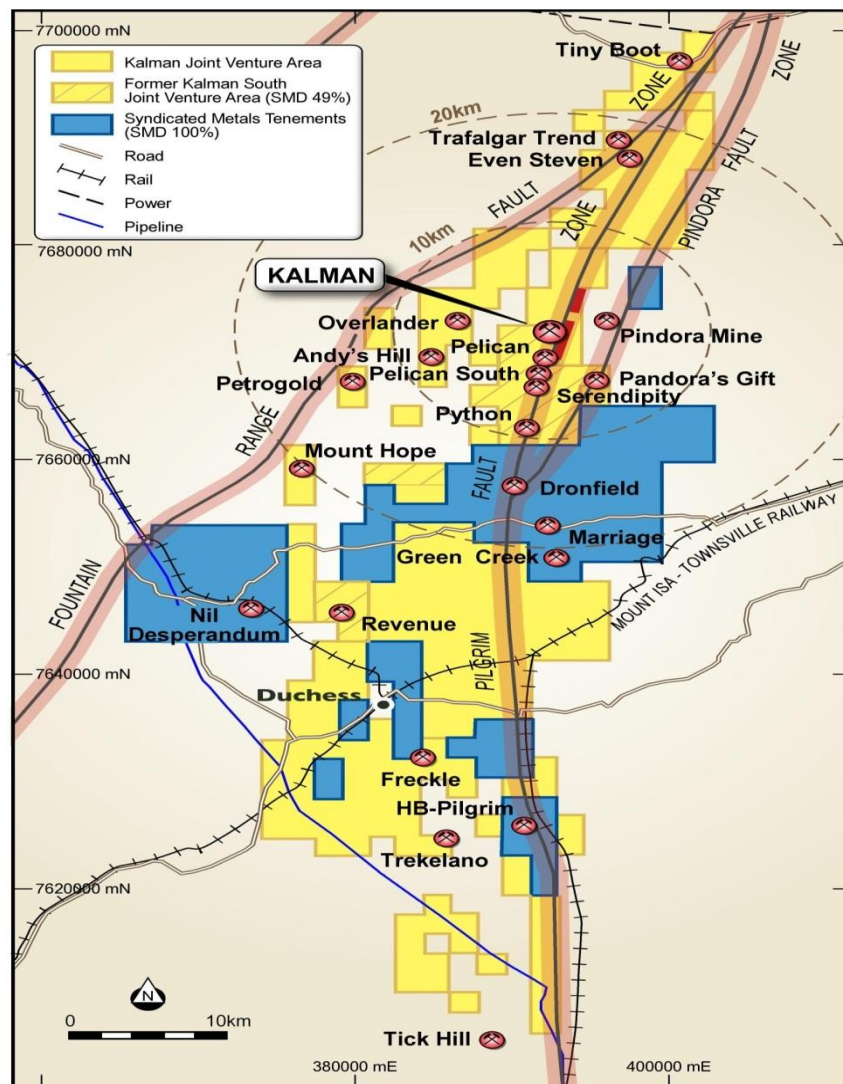 7700000 mN
Kalman Joint Venture Area
Former Kalman South
Joint Venture Area (SMD 49%)
Syndicated Metals Tenements
(SMD 100%)
Road
Rail
Power
Pipeline
Tiny Boot
ZONE
ZONE
20km
Trafalgar Trend
Even Steven
FAULT
FAULT
PINDORA
ZONE
10km
7680000 mN
KALMAN
Overlander
Pindora Mine
Andy's Hill
Pelican
Petrogold
Pelican South
Pandora's Gift
Serendipity
Python
RANGE
Mount Hope
7660000 mN
FAULT
Dronfield
Marriage
Green Creek
MOUNT ISA - TOWNSVILLE RAILWAY
FOUNTAIN
Nil
Desperandum
Revenue
PILGRIM
7640000 mN
Duchess
Freckle
HB-Pilgrim
Trekelano
7620000 mN
N
0 10km
Tick Hill
380000 mE
400000 mE